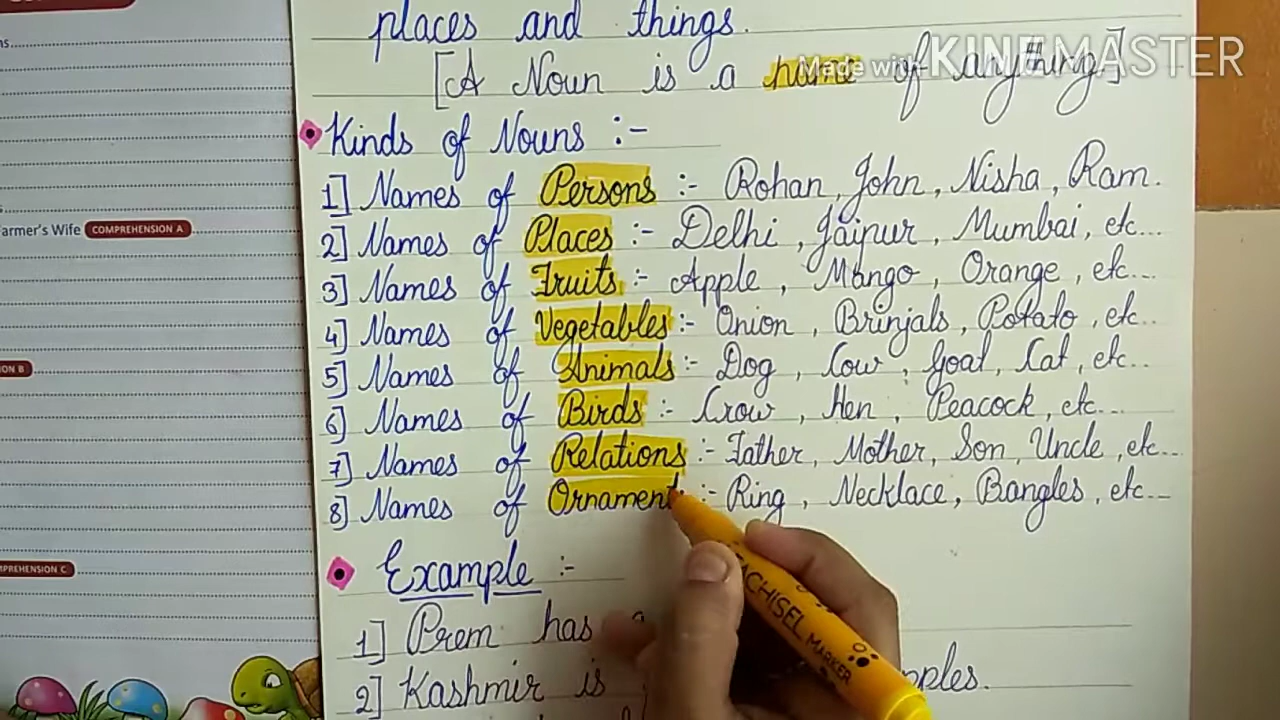 places and things.
[A Noun is a name of anything.]
Made with KINEMASTER
Kinds of Nouns :-
1] Names of Persons :- Rohan, John, Nisha, Ram.
2] Names of Places :- Delhi, Jaipur, Mumbai, etc...
3] Names of Fruits :- Apple, Mango, Orange, etc...
4] Names of Vegetables :- Onion, Brinjals, Potato, etc..
5] Names of Animals :- Dog, Cow, Goat, Cat, etc...
6] Names of Birds :- Crow, Hen, Peacock, etc...
7] Names of Relations :- Father, Mother, Son, Uncle, etc...
8] Names of Ornament :- Ring, Necklace, Bangles, etc...
Example :-
1] Prem has a
2] Kashmir is
armer's Wife COMPREHENSION A
ON B
MPREHENSION C
CHISEL MARKER